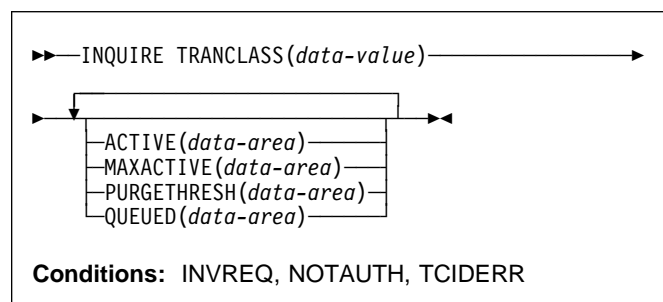 INQUIRE TRANCLASS(data-value)
ACTIVE(data-area)
MAXACTIVE(data-area)
PURGETHRESH(data-area)
QUEUED(data-area)
Conditions: INVREQ, NOTAUTH, TCIDERR